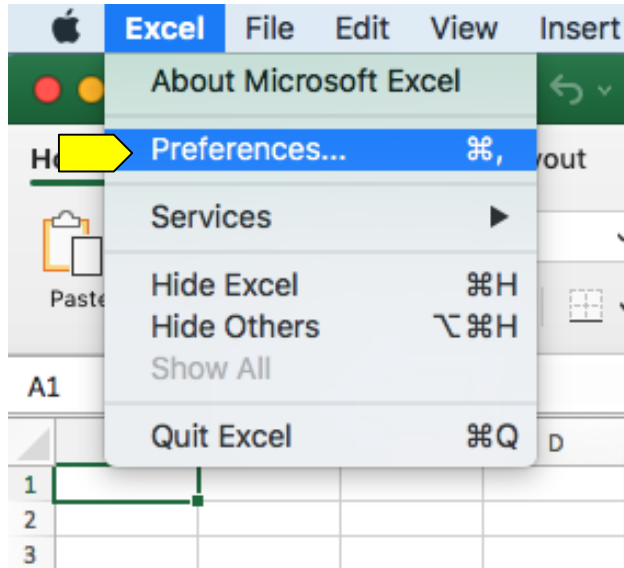 Excel File Edit View Insert
About Microsoft Excel
Preferences... ⌘,
Services ▶
Hide Excel ⌘H
Paste
Hide Others ⌥⌘H
Show All
A1
Quit Excel ⌘Q
D
1
2
3